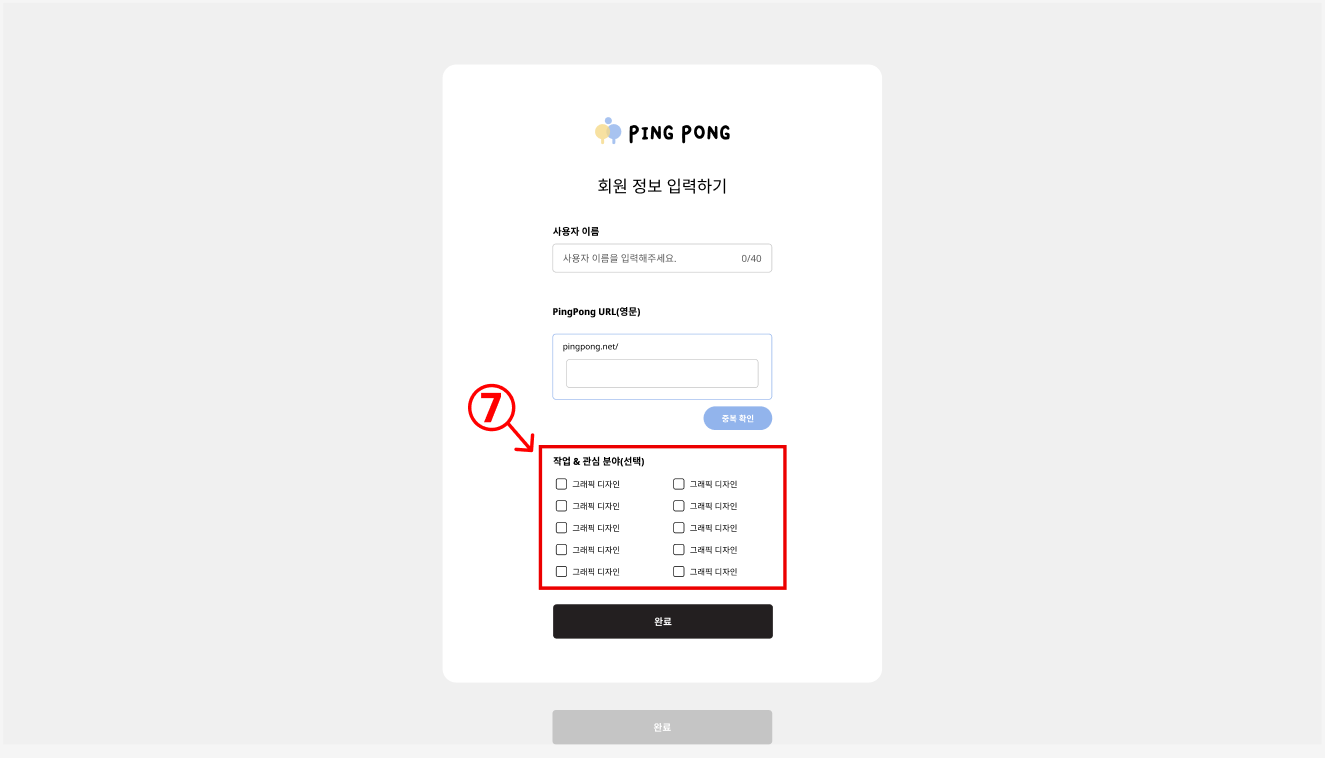 PING PONG
회원 정보 입력하기
사용자 이름
사용자 이름을 입력해주세요. 0/40
PingPong URL(영문)
pingpong.net/
중복 확인
7
작업 & 관심 분야(선택)
그래픽 디자인 그래픽 디자인
그래픽 디자인 그래픽 디자인
그래픽 디자인 그래픽 디자인
그래픽 디자인 그래픽 디자인
그래픽 디자인 그래픽 디자인
완료
완료